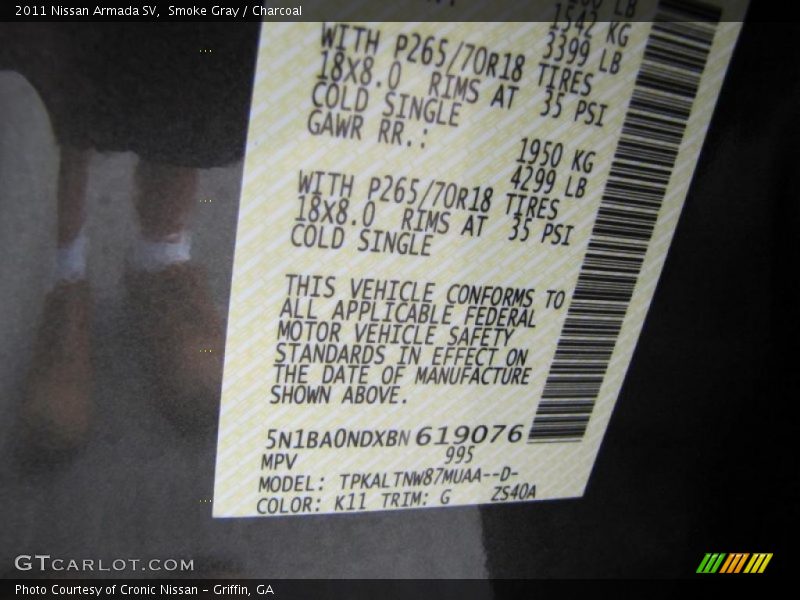 2011 Nissan Armada SV, Smoke Gray / Charcoal
LB
1542 KG
3399 LB
WITH P265/70R18 TIRES
18X8.0 RIMS AT 35 PSI
COLD SINGLE
GAWR RR.:
1950 KG
4299 LB
WITH P265/70R18 TIRES
18X8.0 RIMS AT 35 PSI
COLD SINGLE
THIS VEHICLE CONFORMS TO
ALL APPLICABLE FEDERAL
MOTOR VEHICLE SAFETY
STANDARDS IN EFFECT ON
THE DATE OF MANUFACTURE
SHOWN ABOVE.
5N1BA0NDXBN619076
MPV 995
MODEL: TPKALTNW87MUAA--D-
COLOR: K11 TRIM: G ZS40A
GTCARLOT.COM
Photo Courtesy of Cronic Nissan – Griffin, GA